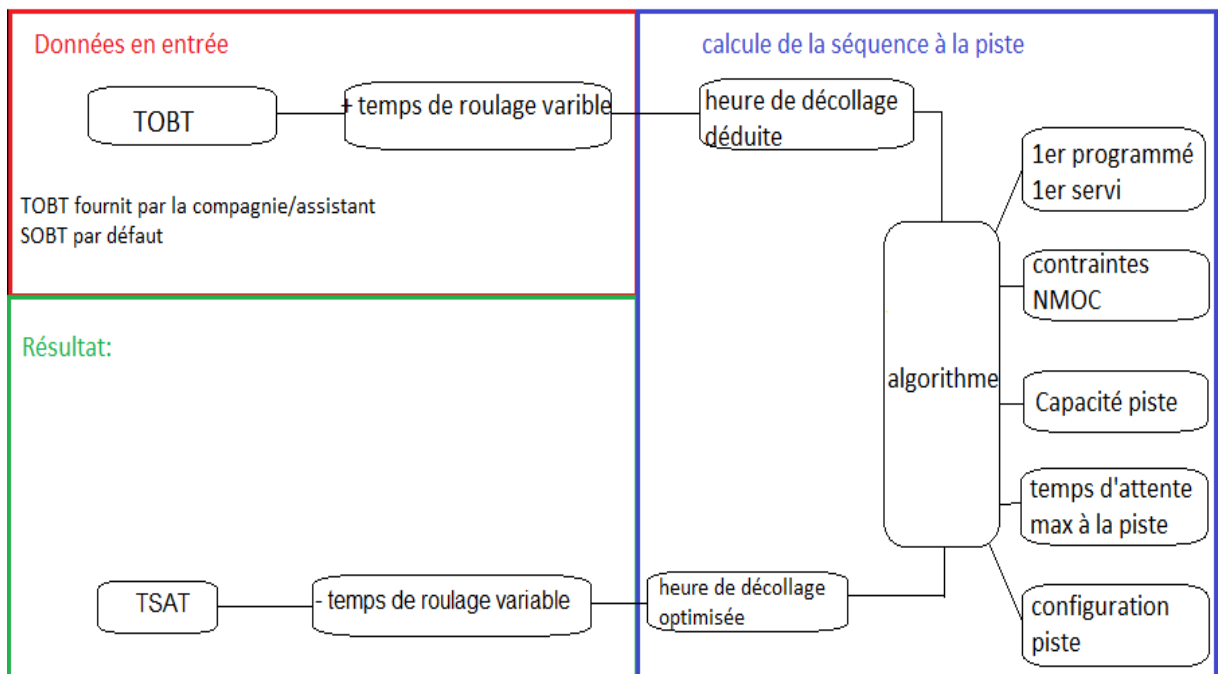 Données en entrée
TOBT
+ temps de roulage varible
TOBT fournit par la compagnie/assistant
SOBT par défaut
calcule de la séquence à la piste
heure de décollage
déduite
algorithme
1er programmé
1er servi
contraintes
NMOC
Capacité piste
temps d'attente
max à la piste
configuration
piste
Résultat:
TSAT
- temps de roulage variable
heure de décollage
optimisée